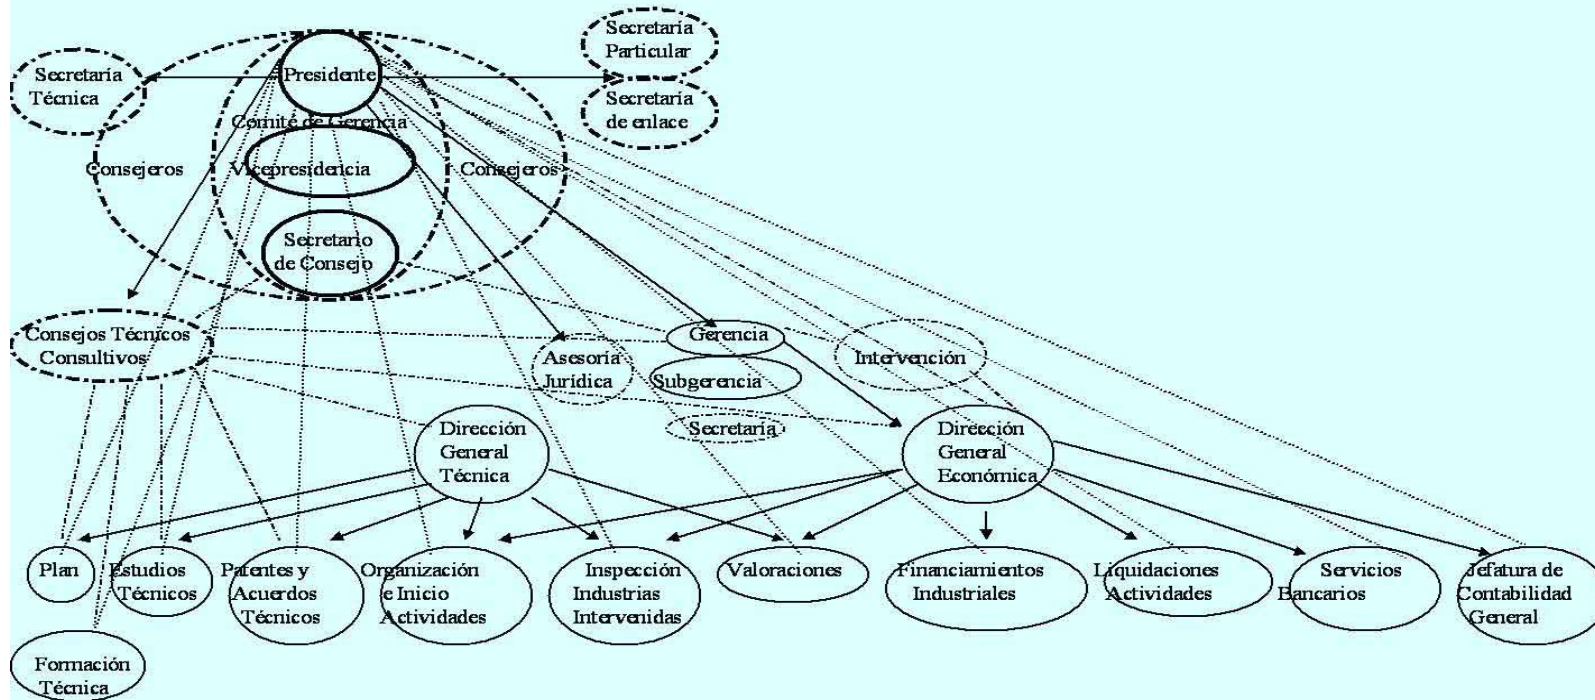 Secretaría
Particular
Secretaría
Técnica
Presidente
Secretaría
de enlace
Comité de Gerencia
Consejeros
Vicepresidencia
Consejeros
Secretario
de Consejo
Consejos Técnicos
Consultivos
Asesoría
Jurídica
Gerencia
Subgerencia
Secretaría
Intervención
Dirección
General
Técnica
Dirección
General
Económica
Plan
Estudios
Técnicos
Patentes y
Acuerdos
Técnicos
Organización
e Inicio
Actividades
Inspección
Industrias
Intervenidas
Valoraciones
Financiamientos
Industriales
Liquidaciones
Actividades
Servicios
Bancarios
Jefatura de
Contabilidad
General
Formación
Técnica